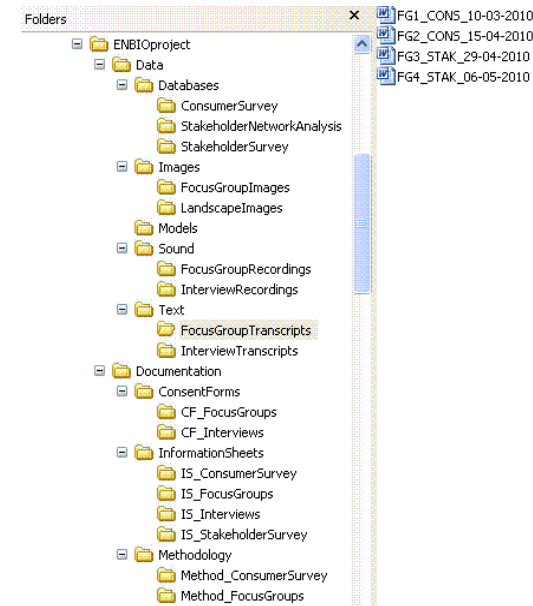 Folders
ENBIOproject
Data
Databases
ConsumerSurvey
StakeholderNetworkAnalysis
StakeholderSurvey
Images
FocusGroupImages
LandscapeImages
Models
Sound
FocusGroupRecordings
InterviewRecordings
Text
FocusGroupTranscripts
InterviewTranscripts
Documentation
ConsentForms
CF_FocusGroups
CF_Interviews
InformationSheets
IS_ConsumerSurvey
IS_FocusGroups
IS_Interviews
IS_StakeholderSurvey
Methodology
Method_ConsumerSurvey
Method_FocusGroups
FG1_CONS_10-03-2010
FG2_CONS_15-04-2010
FG3_STAK_29-04-2010
FG4_STAK_06-05-2010